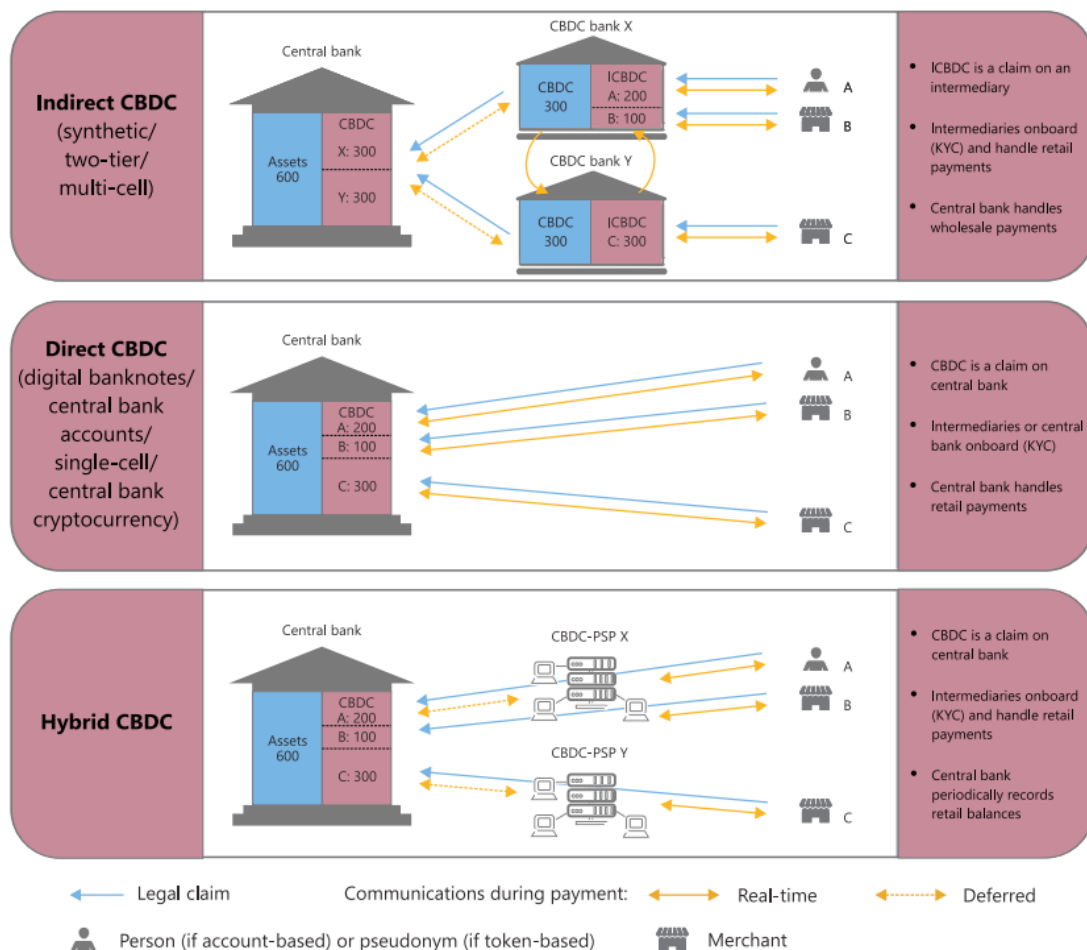 Indirect CBDC
(synthetic/
two-tier/
multi-cell)
Central bank
Assets
600
CBDC
X: 300
Y: 300
CBDC bank X
CBDC
300
ICBDC
A: 200
B: 100
CBDC bank Y
CBDC
300
ICBDC
C: 300
A
B
C
• ICBDC is a claim on an
intermediary
• Intermediaries onboard
(KYC) and handle retail
payments
• Central bank handles
wholesale payments
Direct CBDC
(digital banknotes/
central bank
accounts/
single-cell/
central bank
cryptocurrency)
Central bank
Assets
600
CBDC
A: 200
B: 100
C: 300
A
B
C
• CBDC is a claim on
central bank
• Intermediaries or central
bank onboard (KYC)
• Central bank handles
retail payments
Hybrid CBDC
Central bank
Assets
600
CBDC
A: 200
B: 100
C: 300
CBDC-PSP X
CBDC-PSP Y
A
B
C
• CBDC is a claim on
central bank
• Intermediaries onboard
(KYC) and handle retail
payments
• Central bank
periodically records
retail balances
Legal claim
Communications during payment:
Real-time
Deferred
Person (if account-based) or pseudonym (if token-based)
Merchant